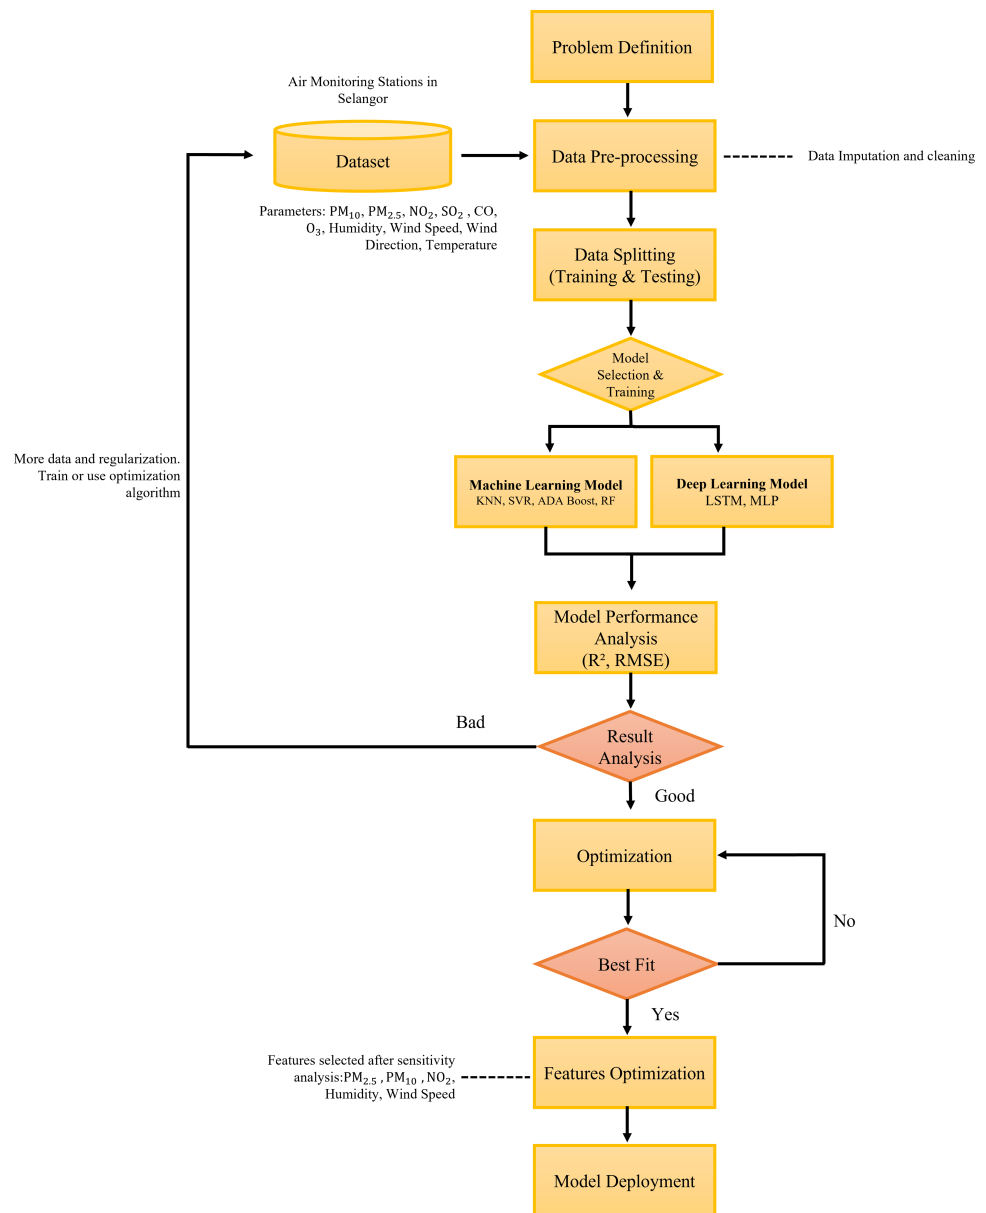 Problem Definition
Air Monitoring Stations in
Selangor
Dataset
Data Pre-processing
Data Imputation and cleaning
Parameters: PM₁₀, PM₂.₅, NO₂, SO₂ , CO,
O₃, Humidity, Wind Speed, Wind
Direction, Temperature
Data Splitting
(Training & Testing)
Model
Selection &
Training
More data and regularization.
Train or use optimization
algorithm
Machine Learning Model
KNN, SVR, ADA Boost, RF
Deep Learning Model
LSTM, MLP
Model Performance
Analysis
(R², RMSE)
Bad
Result
Analysis
Good
Optimization
No
Best Fit
Yes
Features selected after sensitivity
analysis:PM₂.₅ , PM₁₀ , NO₂,
Humidity, Wind Speed
Features Optimization
Model Deployment